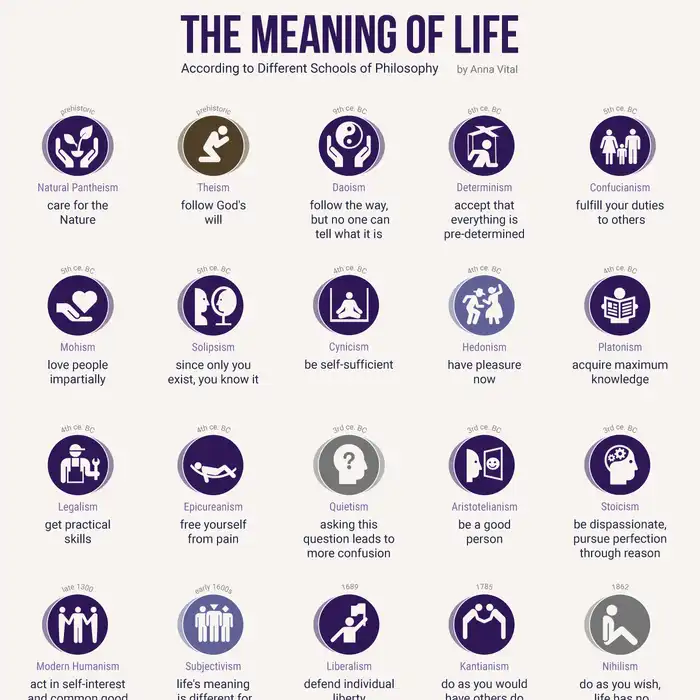 THE MEANING OF LIFE
According to Different Schools of Philosophy by Anna Vital
prehistoric
Natural Pantheism
care for the
Nature
prehistoric
Theism
follow God's
will
9th ce. BC
Daoism
follow the way,
but no one can
tell what it is
6th ce. BC
Determinism
accept that
everything is
pre-determined
5th ce. BC
Confucianism
fulfill your duties
to others
5th ce. BC
Mohism
love people
impartially
5th ce. BC
Solipsism
since only you
exist, you know it
4th ce. BC
Cynicism
be self-sufficient
4th ce. BC
Hedonism
have pleasure
now
4th ce. BC
Platonism
acquire maximum
knowledge
4th ce. BC
Legalism
get practical
skills
4th ce. BC
Epicureanism
free yourself
from pain
3rd ce. BC
?
Quietism
asking this
question leads to
more confusion
3rd ce. BC
Aristotelianism
be a good
person
3rd ce. BC
Stoicism
be dispassionate,
pursue perfection
through reason
late 1300
Modern Humanism
act in self-interest
and common good
early 1600s
Subjectivism
life's meaning
is different for
1689
Liberalism
defend individual
liberty
1785
Kantianism
do as you would
have others do
1862
Nihilism
do as you wish,
life has no